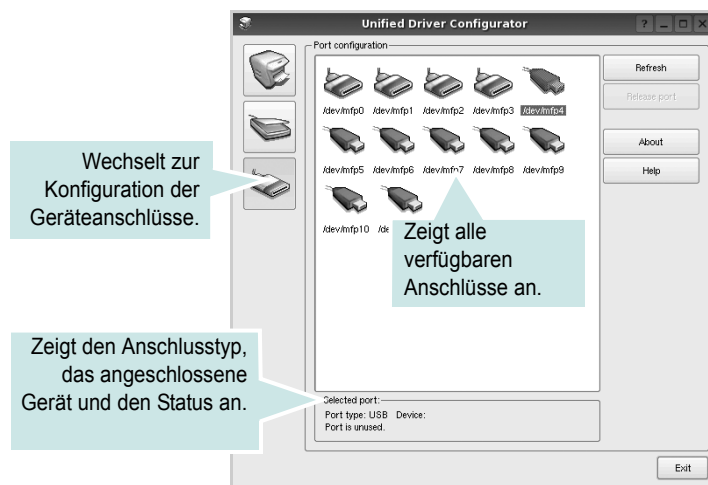 Unified Driver Configurator
Port configuration
/dev/mfp0 /dev/mfp1 /dev/mfp2 /dev/mfp3 /dev/mfp4
/dev/mfp5 /dev/mfp6 /dev/mfp7 /dev/mfp8 /dev/mfp9
/dev/mfp10 /de
Refresh
Release port
About
Help
Wechselt zur
Konfiguration der
Geräteanschlüsse.
Zeigt alle
verfügbaren
Anschlüsse an.
Zeigt den Anschlusstyp,
das angeschlossene
Gerät und den Status an.
Selected port:
Port type: USB Device:
Port is unused.
Exit